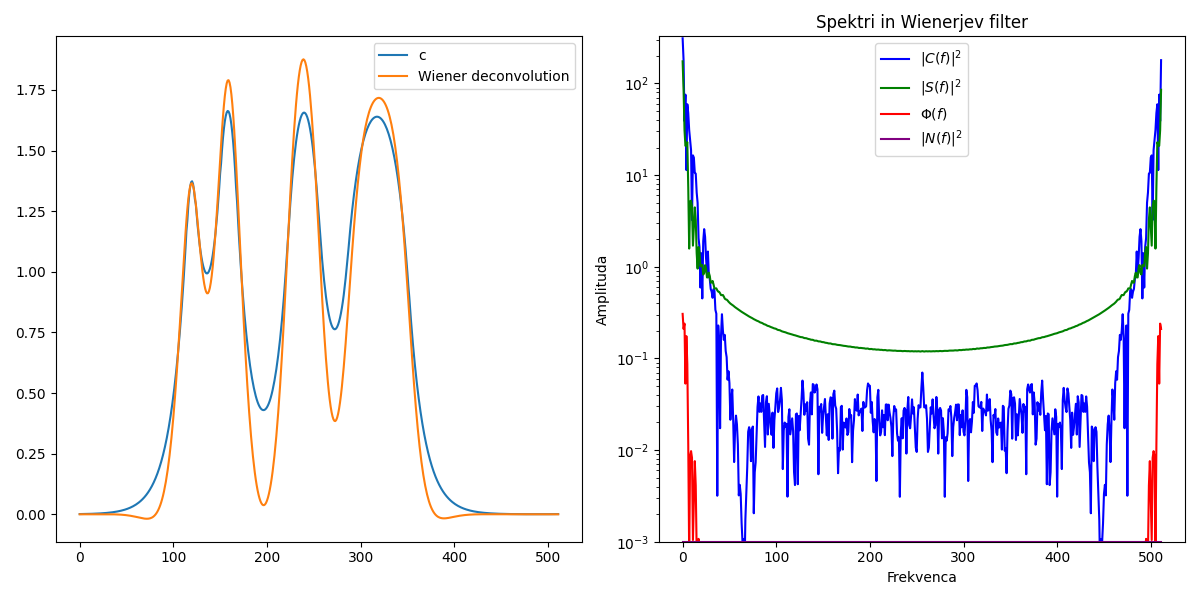 c
Wiener deconvolution
1.75
1.50
1.25
1.00
0.75
0.50
0.25
0.00
0 100 200 300 400 500
Spektri in Wienerjev filter
|C(f)|²
|S(f)|²
Φ(f)
|N(f)|²
Amplituda
10²
10¹
10⁰
10⁻¹
10⁻²
10⁻³
0 100 200 300 400 500
Frekvenca